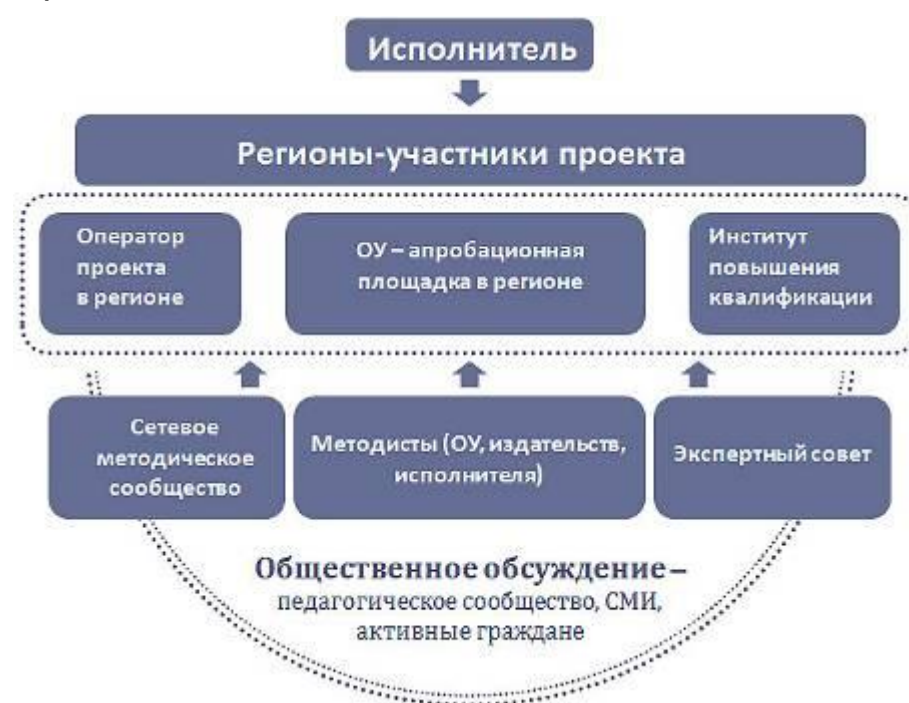 Исполнитель
Регионы-участники проекта
Оператор
проекта
в регионе
ОУ – апробационная
площадка в регионе
Институт
повышения
квалификации
Сетевое
методическое
сообщество
Методисты (ОУ, издательств,
исполнителя)
Экспертный совет
Общественное обсуждение –
педагогическое сообщество, СМИ,
активные граждане